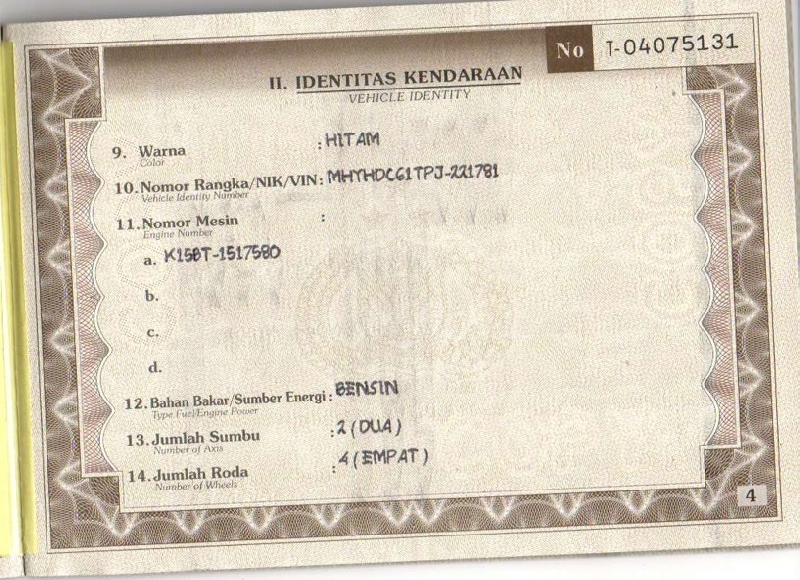 No T-04075131
II. IDENTITAS KENDARAAN
VEHICLE IDENTITY
9. Warna : HITAM
Color
10. Nomor Rangka/NIK/VIN : MHYHDC61TPJ-221781
Vehicle Identity Number
11. Nomor Mesin :
Engine Number
a. K15BT-1517580
b.
c.
d.
12. Bahan Bakar/Sumber Energi : BENSIN
Type Fuel/Engine Power
13. Jumlah Sumbu : 2 (DUA)
Number of Axis
14. Jumlah Roda : 4 (EMPAT)
Number of Wheels
4